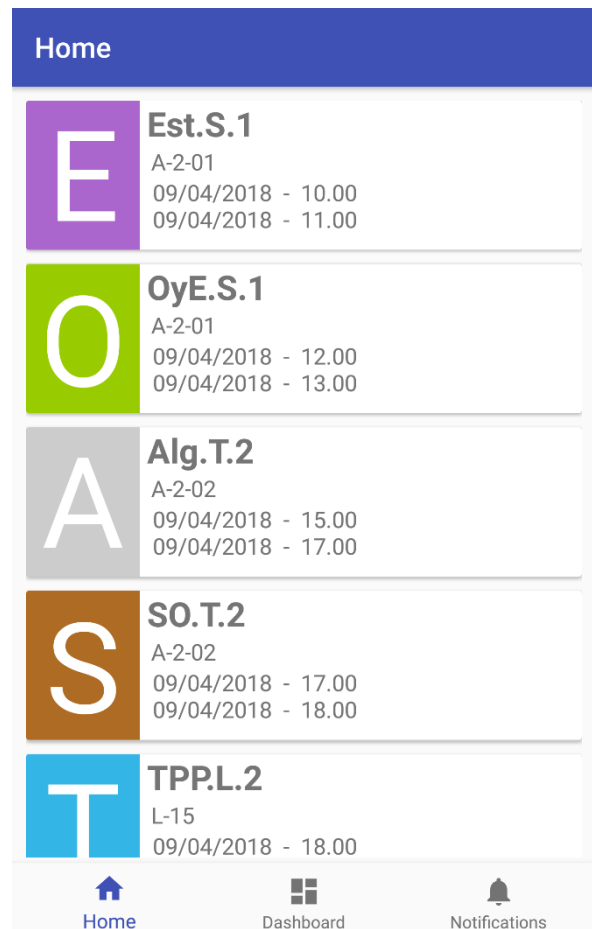 Home
E
Est.S.1
A-2-01
09/04/2018 - 10.00
09/04/2018 - 11.00
O
OyE.S.1
A-2-01
09/04/2018 - 12.00
09/04/2018 - 13.00
A
Alg.T.2
A-2-02
09/04/2018 - 15.00
09/04/2018 - 17.00
S
SO.T.2
A-2-02
09/04/2018 - 17.00
09/04/2018 - 18.00
T
TPP.L.2
L-15
09/04/2018 - 18.00
Home
Dashboard
Notifications